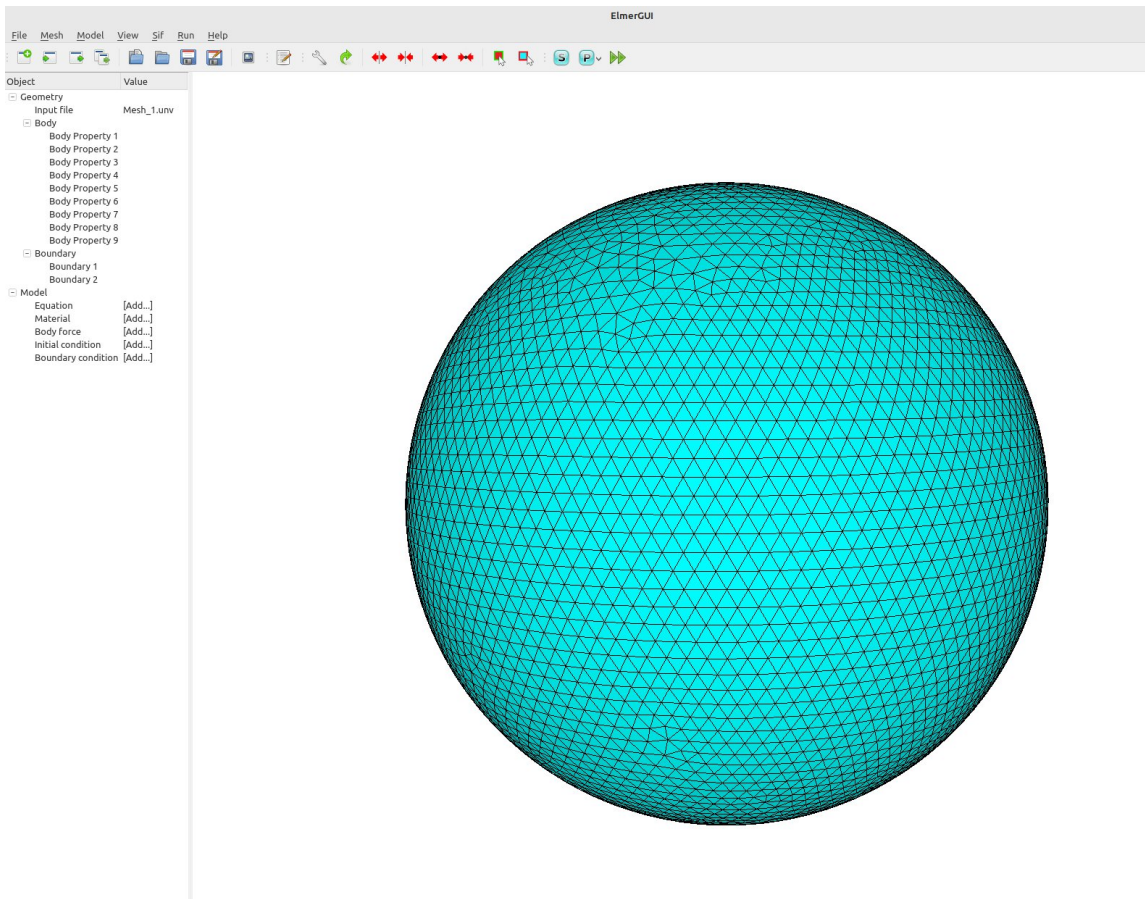 ElmerGUI
File Mesh Model View Sif Run Help
S P
Object Value
Geometry
Input file Mesh_1.unv
Body
Body Property 1
Body Property 2
Body Property 3
Body Property 4
Body Property 5
Body Property 6
Body Property 7
Body Property 8
Body Property 9
Boundary
Boundary 1
Boundary 2
Model
Equation [Add...]
Material [Add...]
Body force [Add...]
Initial condition [Add...]
Boundary condition [Add...]